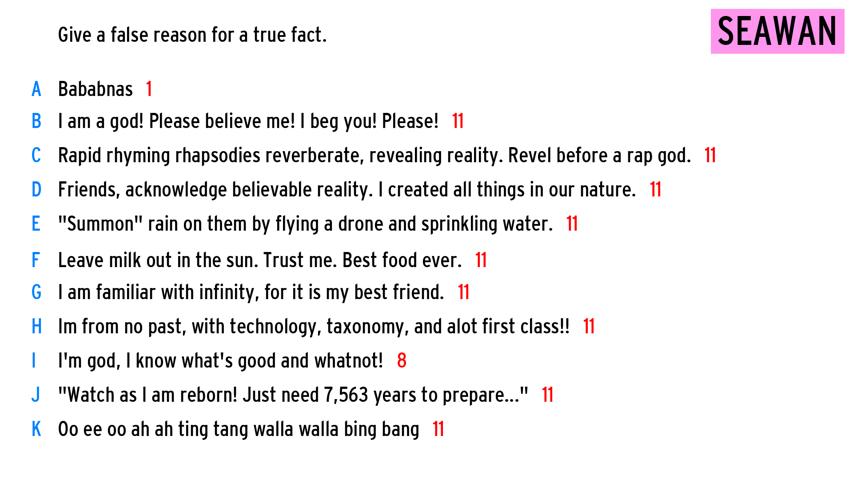 Give a false reason for a true fact.
SEAWAN
A Bababnas 1
B I am a god! Please believe me! I beg you! Please! 11
C Rapid rhyming rhapsodies reverberate, revealing reality. Revel before a rap god. 11
D Friends, acknowledge believable reality. I created all things in our nature. 11
E "Summon" rain on them by flying a drone and sprinkling water. 11
F Leave milk out in the sun. Trust me. Best food ever. 11
G I am familiar with infinity, for it is my best friend. 11
H Im from no past, with technology, taxonomy, and alot first class!! 11
I I'm god, I know what's good and whatnot! 8
J "Watch as I am reborn! Just need 7,563 years to prepare..." 11
K Oo ee oo ah ah ting tang walla walla bing bang 11